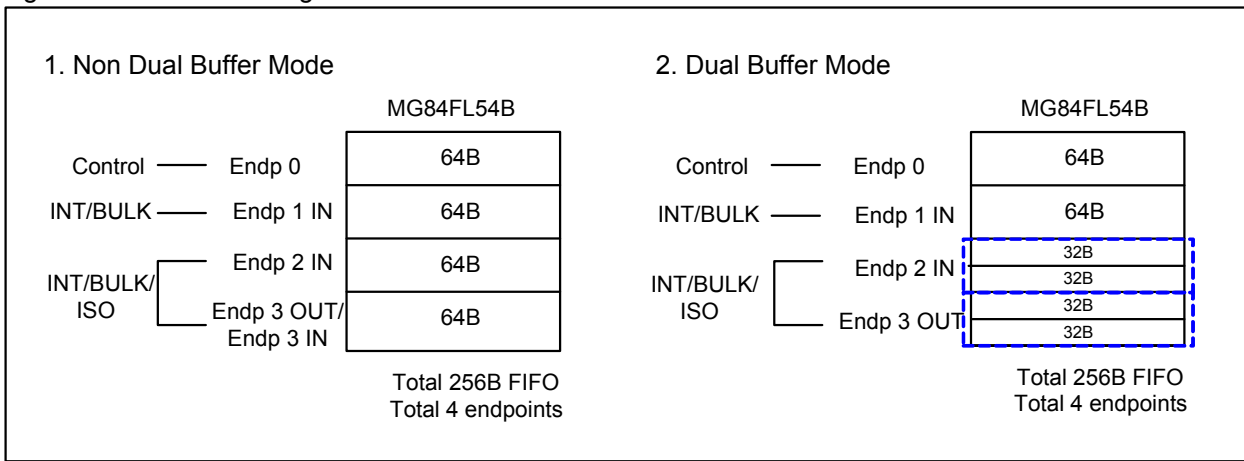 1. Non Dual Buffer Mode
MG84FL54B
Control
Endp 0
64B
INT/BULK
Endp 1 IN
64B
INT/BULK/
ISO
Endp 2 IN
64B
Endp 3 OUT/
Endp 3 IN
64B
Total 256B FIFO
Total 4 endpoints
2. Dual Buffer Mode
MG84FL54B
Control
Endp 0
64B
INT/BULK
Endp 1 IN
64B
INT/BULK/
ISO
Endp 2 IN
32B
32B
Endp 3 OUT
32B
32B
Total 256B FIFO
Total 4 endpoints